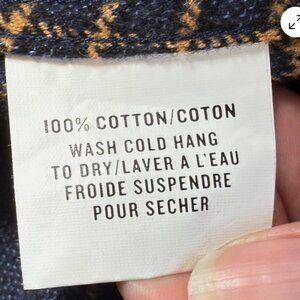 100% COTTON/COTON
WASH COLD HANG
TO DRY/LAVER A L'EAU
FROIDE SUSPENDRE
POUR SECHER